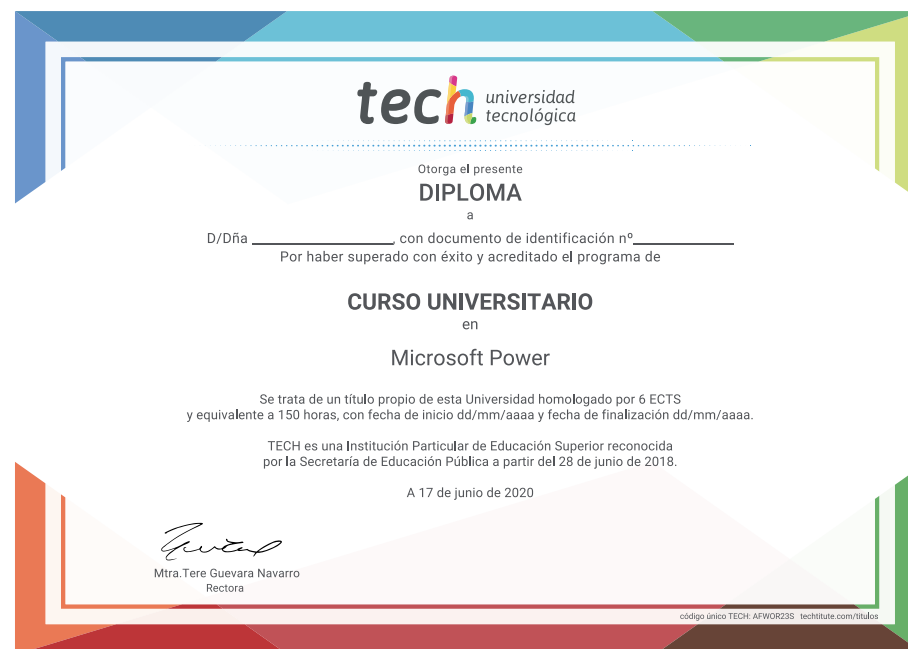 tech universidad
tecnológica
Otorga el presente
DIPLOMA
a
D/Dña ____________________, con documento de identificación nº______________
Por haber superado con éxito y acreditado el programa de
CURSO UNIVERSITARIO
en
Microsoft Power
Se trata de un título propio de esta Universidad homologado por 6 ECTS
y equivalente a 150 horas, con fecha de inicio dd/mm/aaaa y fecha de finalización dd/mm/aaaa.
TECH es una Institución Particular de Educación Superior reconocida
por la Secretaría de Educación Pública a partir del 28 de junio de 2018.
A 17 de junio de 2020
Mtra.Tere Guevara Navarro
Rectora
código único TECH: AFWOR23S techtitute.com/titulos